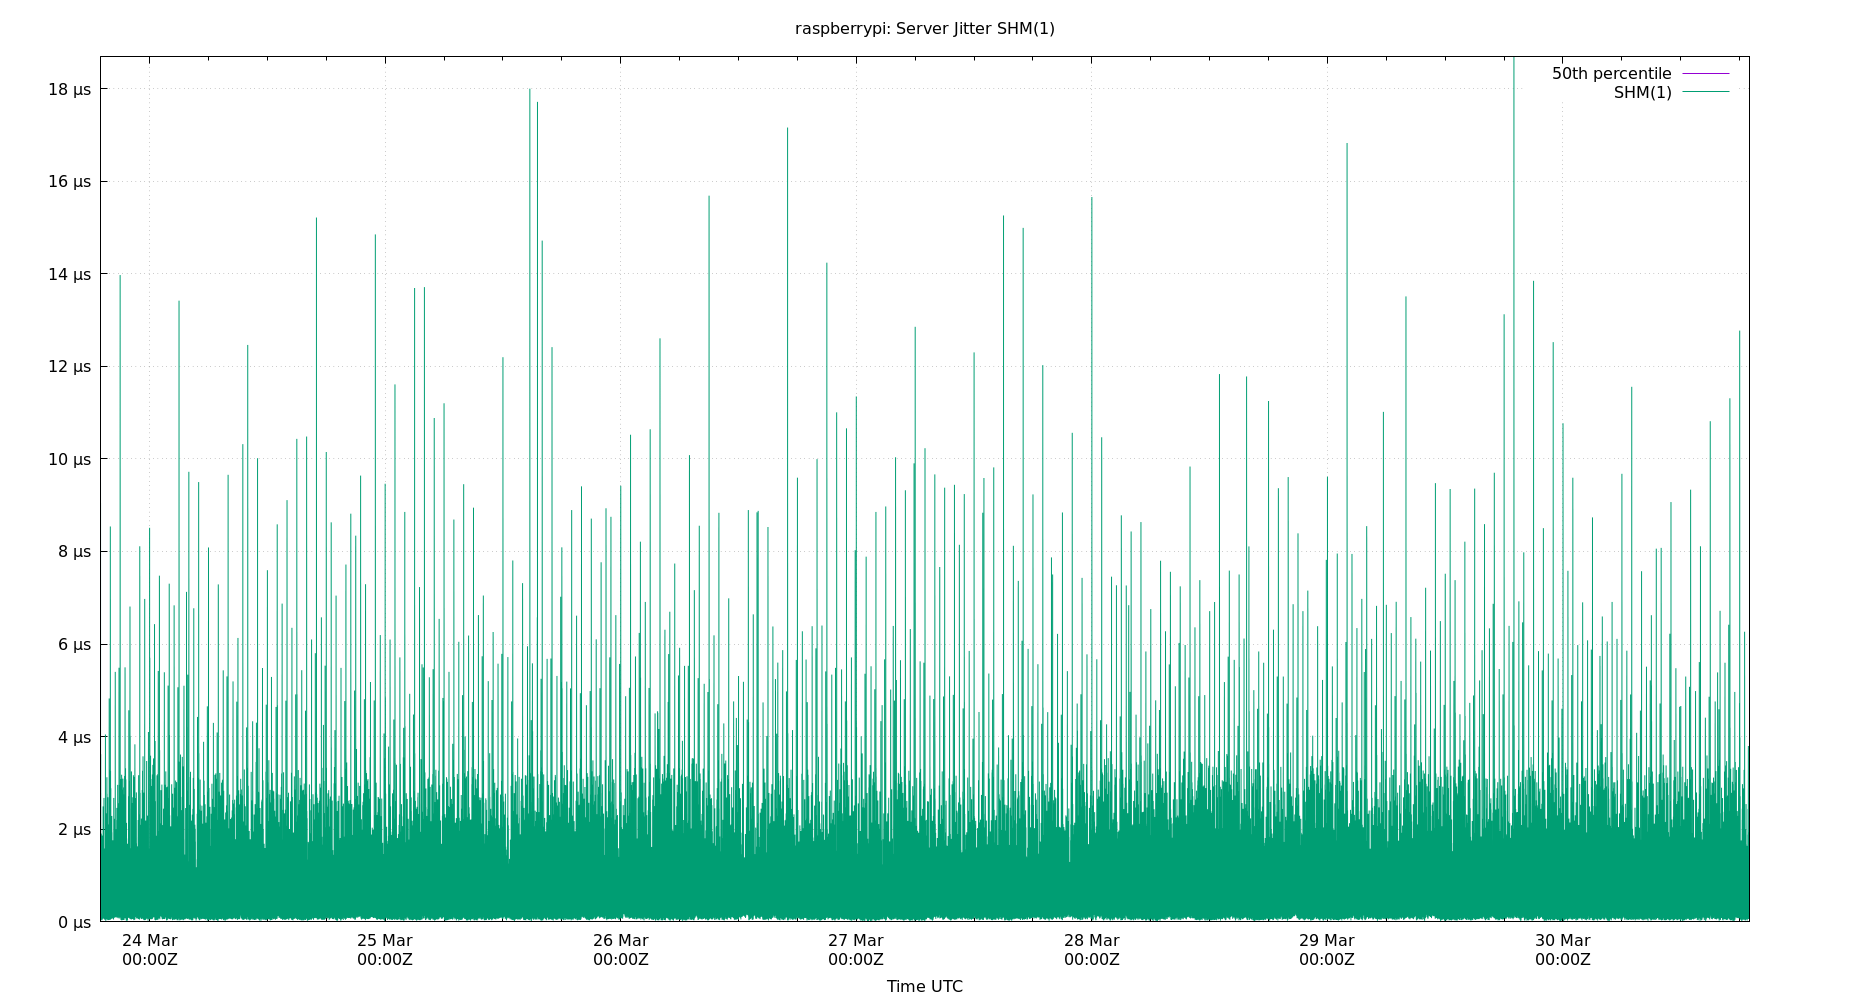 raspberrypi: Server Jitter SHM(1)
50th percentile
SHM(1)
18 µs
16 µs
14 µs
12 µs
10 µs
8 µs
6 µs
4 µs
2 µs
0 µs
24 Mar 25 Mar 26 Mar 27 Mar 28 Mar 29 Mar 30 Mar
00:00Z 00:00Z 00:00Z 00:00Z 00:00Z 00:00Z 00:00Z
Time UTC